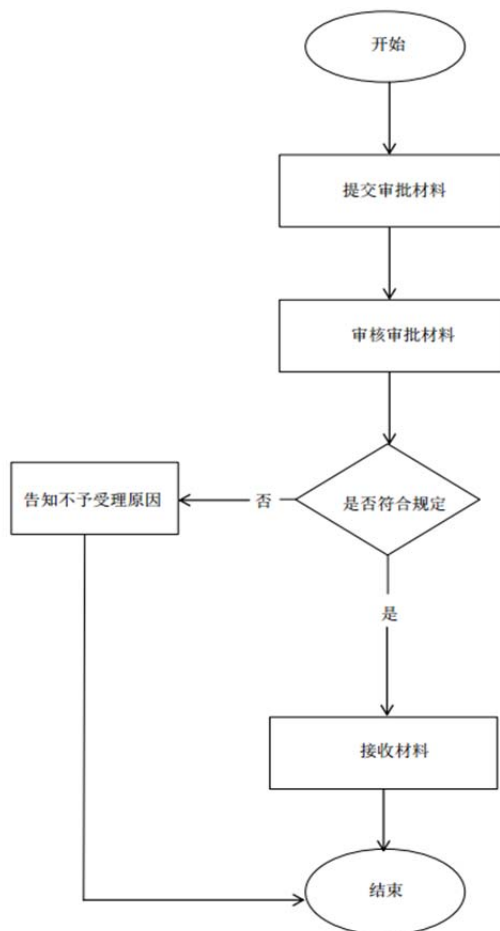 开始
提交审批材料
审核审批材料
是否符合规定
否
告知不予受理原因
是
接收材料
结束